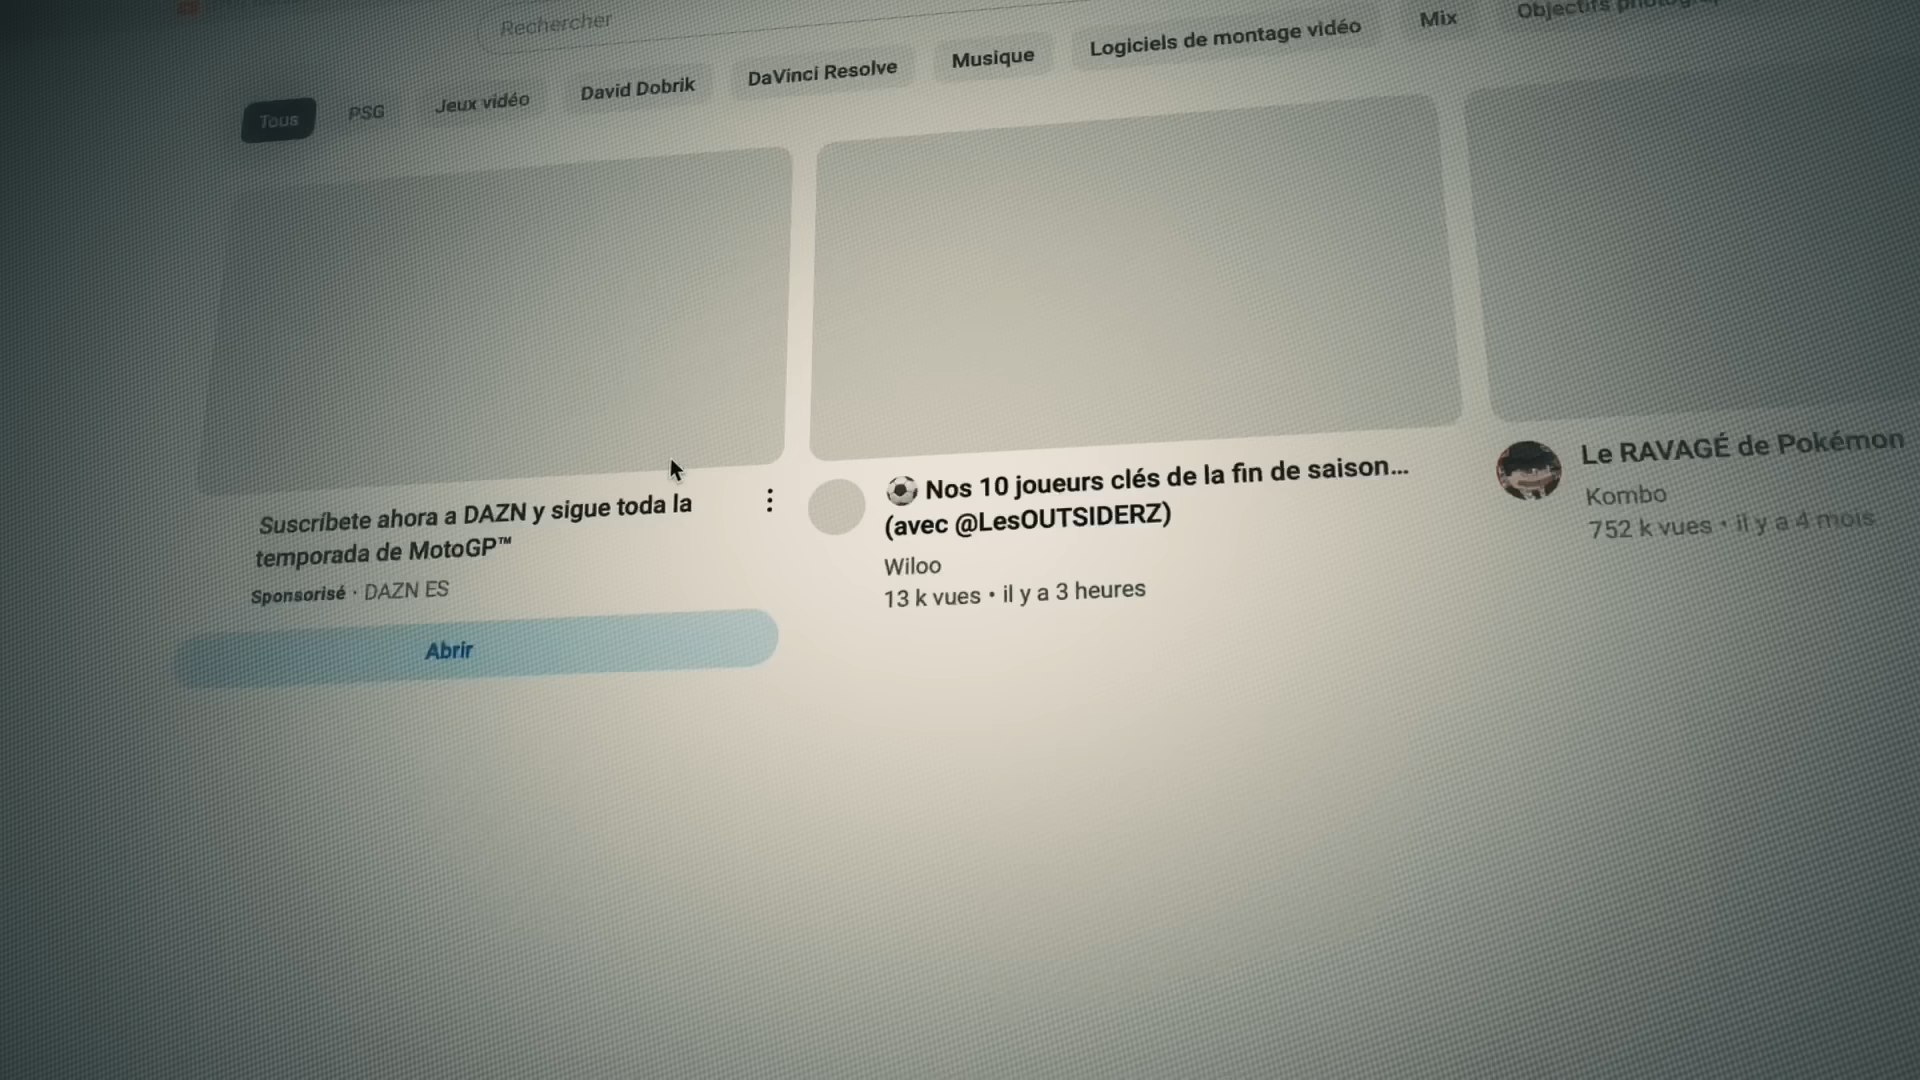 Rechercher
Tous
PSG
Jeux vidéo
David Dobrik
DaVinci Resolve
Musique
Logiciels de montage vidéo
Mix
Objectifs
Suscríbete ahora a DAZN y sigue toda la
temporada de MotoGP™
Sponsorisé · DAZN ES
Abrir
⚽ Nos 10 joueurs clés de la fin de saison...
(avec @LesOUTSIDERZ)
Wiloo
13 k vues • il y a 3 heures
Le RAVAGÉ de Pokémon
Kombo
752 k vues • il y a 4 mois